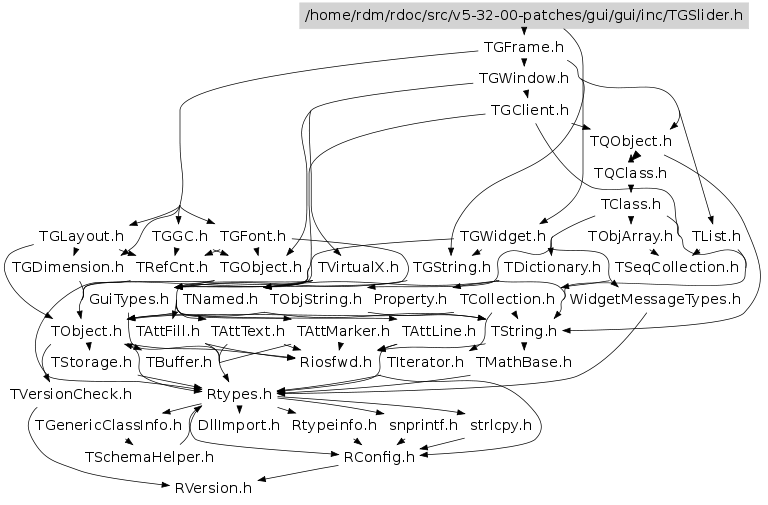 /home/rdm/rdoc/src/v5-32-00-patches/gui/gui/inc/TGSlider.h
TGFrame.h
TGWindow.h
TGClient.h
TQObject.h
TQClass.h
TClass.h
TGLayout.h TGGC.h TGFont.h TGWidget.h TObjArray.h TList.h
TGDimension.h TRefCnt.h TGObject.h TVirtualX.h TGString.h TDictionary.h TSeqCollection.h
GuiTypes.h TNamed.h TObjString.h Property.h TCollection.h WidgetMessageTypes.h
TObject.h TAttFill.h TAttText.h TAttMarker.h TAttLine.h TString.h
TStorage.h TBuffer.h Riosfwd.h TIterator.h TMathBase.h
TVersionCheck.h Rtypes.h
TGenericClassInfo.h DllImport.h Rtypeinfo.h snprintf.h strlcpy.h
TSchemaHelper.h RConfig.h
RVersion.h